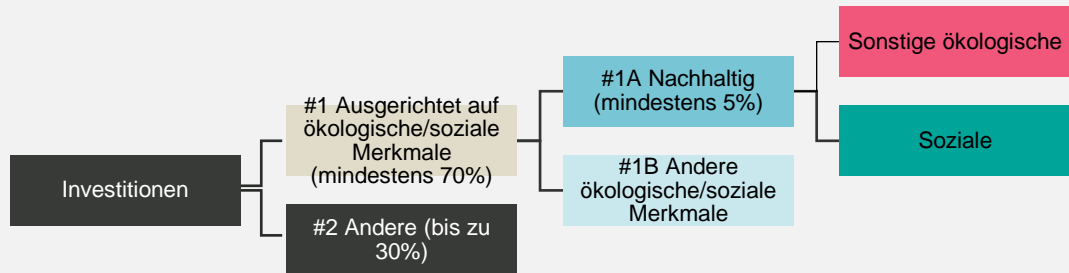 Investitionen
#1 Ausgerichtet auf
ökologische/soziale
Merkmale
(mindestens 70%)
#2 Andere (bis zu
30%)
#1A Nachhaltig
(mindestens 5%)
#1B Andere
ökologische/soziale
Merkmale
Sonstige ökologische
Soziale